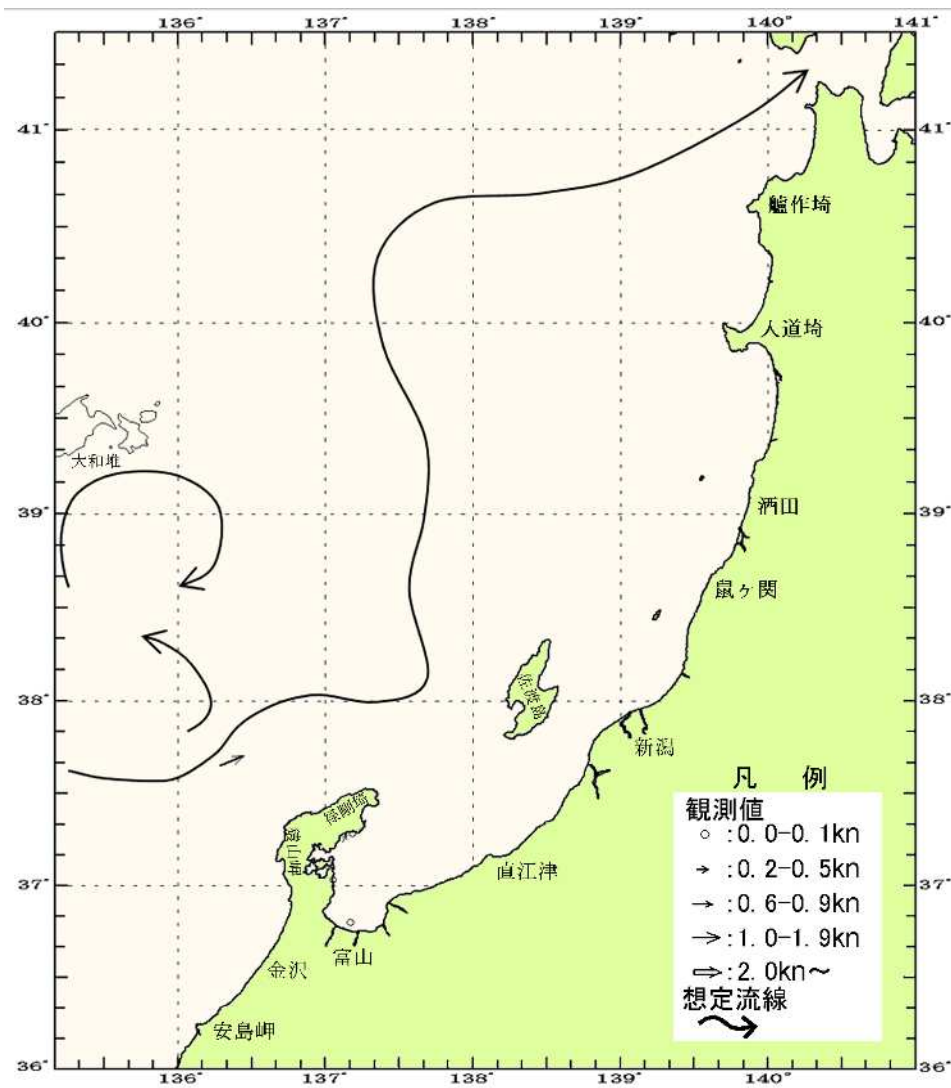 136° 137° 138° 139° 140° 141°
41° 41°
艫作埼
40° 40°
入道埼
大和堆
39° 39°
酒田
鼠ヶ関
38° 38°
佐渡島
新潟
禄剛埼
猿山岬
37° 37°
直江津
富山
金沢
安島岬
36° 36°
136° 137° 138° 139° 140°
凡 例
観測値
:0.0-0.1kn
:0.2-0.5kn
:0.6-0.9kn
:1.0-1.9kn
:2.0kn〜
想定流線